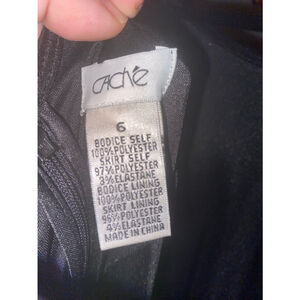 CACHÉ
6
BODICE SELF
100%POLYESTER
SKIRT SELF
97%POLYESTER
3%ELASTANE
BODICE LINING
100%POLYESTER
SKIRT LINING
96%POLYESTER
4%ELASTANE
MADE IN CHINA